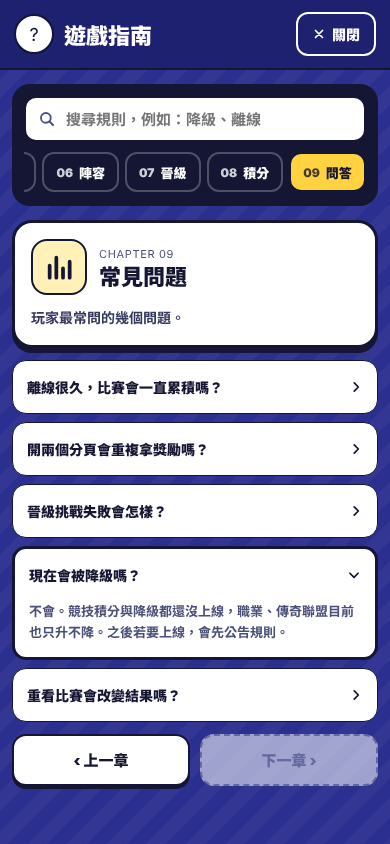 ?
遊戲指南
× 關閉
搜尋規則，例如：降級、離線
06 陣容
07 晉級
08 積分
09 問答
CHAPTER 09
常見問題
玩家最常問的幾個問題。
離線很久，比賽會一直累積嗎？
開兩個分頁會重複拿獎勵嗎？
晉級挑戰失敗會怎樣？
現在會被降級嗎？
不會。競技積分與降級都還沒上線，職業、傳奇聯盟目前
也只升不降。之後若要上線，會先公告規則。
重看比賽會改變結果嗎？
‹ 上一章
下一章 ›